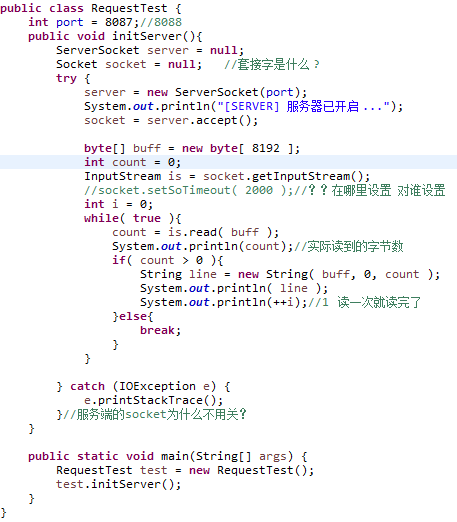 public class RequestTest {
    int port = 8087;//8088
    public void initServer(){
        ServerSocket server = null;
        Socket socket = null;   //套接字是什么？
        try {
            server = new ServerSocket(port);
            System.out.println("[SERVER] 服务器已开启 ...");
            socket = server.accept();

            byte[] buff = new byte[ 8192 ];
            int count = 0;
            InputStream is = socket.getInputStream();
            //socket.setSoTimeout( 2000 );//？？在哪里设置 对谁设置
            int i = 0;
            while( true ){
                count = is.read( buff );
                System.out.println(count);//实际读到的字节数
                if( count > 0 ){
                    String line = new String( buff, 0, count );
                    System.out.println( line );
                    System.out.println(++i);//1 读一次就读完了
                }else{
                    break;
                }
            }

        } catch (IOException e) {
            e.printStackTrace();
        }//服务端的socket为什么不用关?
    }

    public static void main(String[] args) {
        RequestTest test = new RequestTest();
        test.initServer();
    }
}